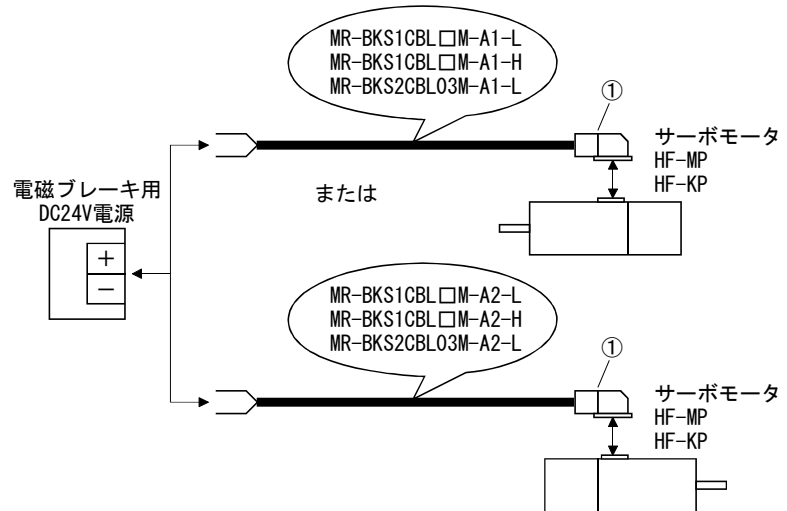 MR-BKS1CBL□M-A1-L
MR-BKS1CBL□M-A1-H
MR-BKS2CBL03M-A1-L
①
サーボモータ
HF-MP
HF-KP
電磁ブレーキ用
DC24V電源
または
+
−
MR-BKS1CBL□M-A2-L
MR-BKS1CBL□M-A2-H
MR-BKS2CBL03M-A2-L
①
サーボモータ
HF-MP
HF-KP